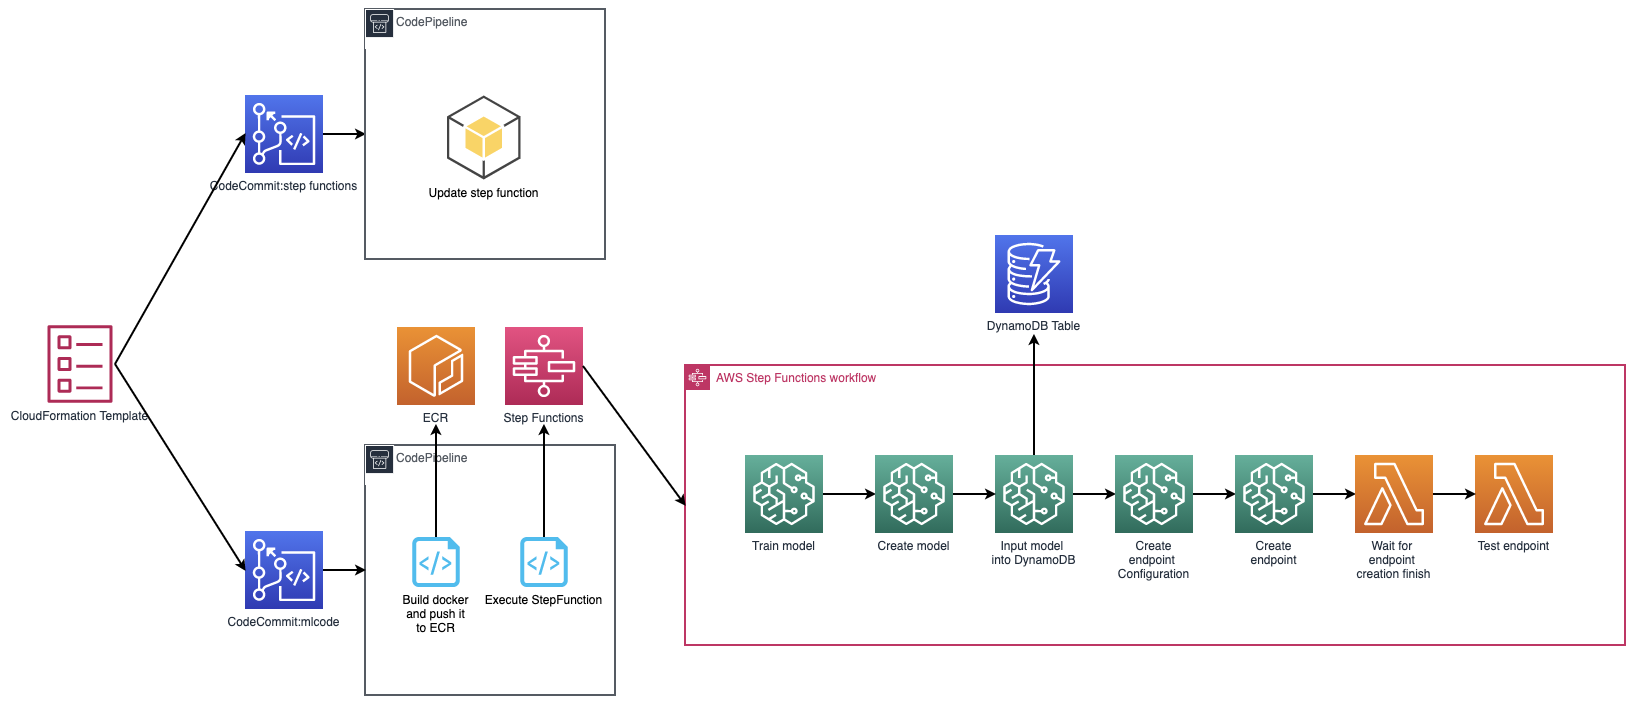 CodePipeline
CodeCommit:step functions
Update step function
DynamoDB Table
CloudFormation Template
ECR
Step Functions
AWS Step Functions workflow
CodePipeline
Train model
Create model
Input model
into DynamoDB
Create
endpoint
Configuration
Create
endpoint
Wait for
endpoint
creation finish
Test endpoint
CodeCommit:mlcode
Build docker
and push it
to ECR
Execute StepFunction